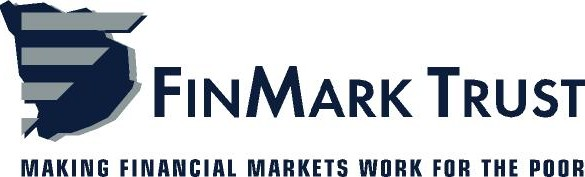 FINMARK TRUST
MAKING FINANCIAL MARKETS WORK FOR THE POOR